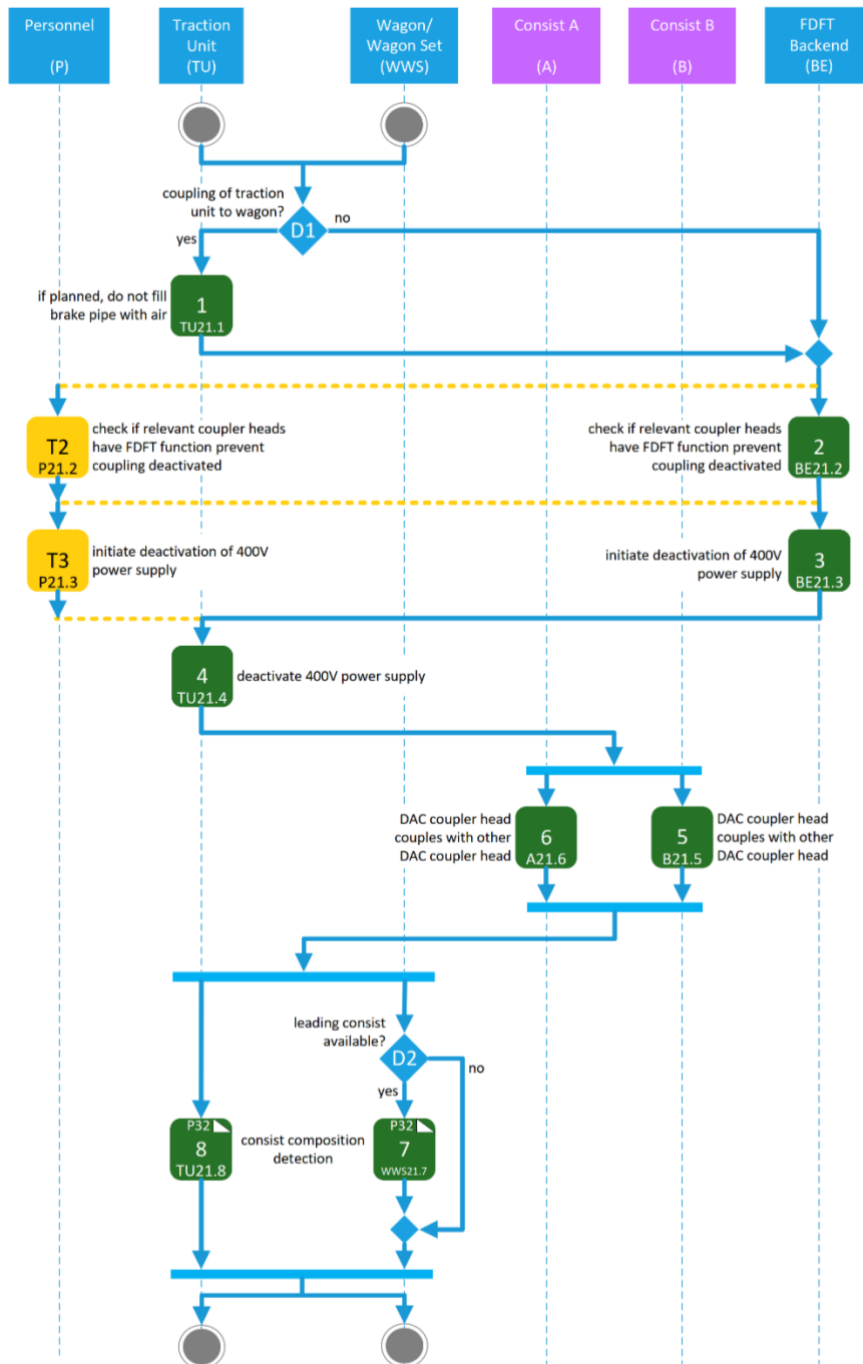 Personnel
(P)
Traction
Unit
(TU)
Wagon/
Wagon Set
(WWS)
Consist A
(A)
Consist B
(B)
FDFT
Backend
(BE)
coupling of traction
unit to wagon?
D1
no
yes
if planned, do not fill
brake pipe with air
1
TU21.1
T2
P21.2
check if relevant coupler heads
have FDFT function prevent
coupling deactivated
check if relevant coupler heads
have FDFT function prevent
coupling deactivated
2
BE21.2
T3
P21.3
initiate deactivation of 400V
power supply
initiate deactivation of 400V
power supply
3
BE21.3
4
TU21.4
deactivate 400V power supply
DAC coupler head
couples with other
DAC coupler head
6
A21.6
5
B21.5
DAC coupler head
couples with other
DAC coupler head
leading consist
available?
D2
no
yes
P32
8
TU21.8
consist composition
detection
P32
7
WWS21.7